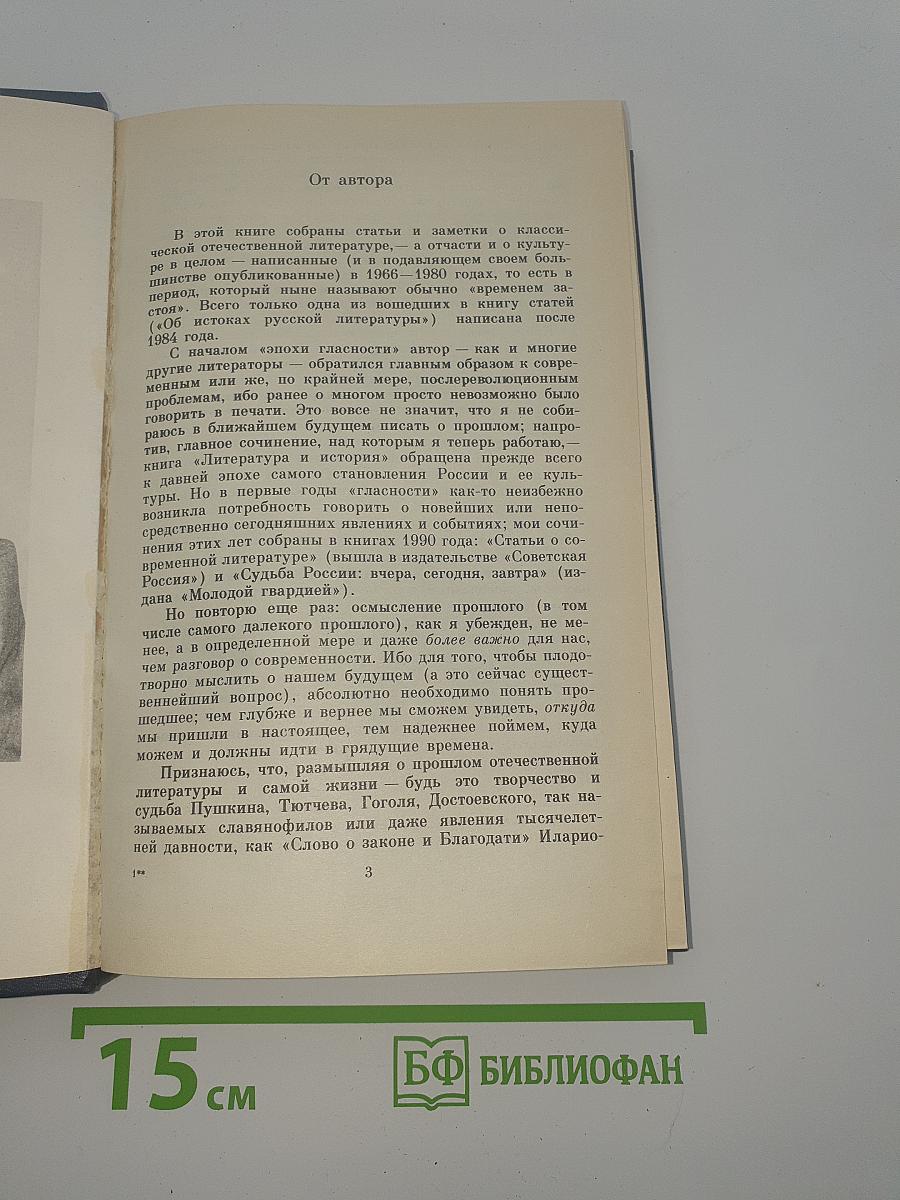 От автора
В этой книге собраны статьи и заметки о класси-
ческой отечественной литературе,— а отчасти и о культу-
ре в целом — написанные (и в подавляющем своем боль-
шинстве опубликованные) в 1966—1980 годах, то есть в
период, который ныне называют обычно «временем за-
стоя». Всего только одна из вошедших в книгу статей
(«Об истоках русской литературы») написана после
1984 года.
С началом «эпохи гласности» автор — как и многие
другие литераторы — обратился главным образом к совре-
менным или же, по крайней мере, послереволюционным
проблемам, ибо ранее о многом просто невозможно было
говорить в печати. Это вовсе не значит, что я не соби-
раюсь в ближайшем будущем писать о прошлом; напро-
тив, главное сочинение, над которым я теперь работаю,—
книга «Литература и история» обращена прежде всего
к давней эпохе самого становления России и ее куль-
туры. Но в первые годы «гласности» как-то неизбежно
возникла потребность говорить о новейших или непо-
средственно сегодняшних явлениях и событиях; мои сочи-
нения этих лет собраны в книгах 1990 года: «Статьи о со-
временной литературе» (вышла в издательстве «Советская
Россия») и «Судьба России: вчера, сегодня, завтра» (из-
дана «Молодой гвардией»).
Но повторю еще раз: осмысление прошлого (в том
числе самого далекого прошлого), как я убежден, не ме-
нее, а в определенной мере и даже более важно для нас,
чем разговор о современности. Ибо для того, чтобы плодо-
творно мыслить о нашем будущем (а это сейчас сущест-
веннейший вопрос), абсолютно необходимо понять про-
шедшее; чем глубже и вернее мы сможем увидеть, откуда
мы пришли в настоящее, тем надежнее поймем, куда
можем и должны идти в грядущие времена.
Признаюсь, что, размышляя о прошлом отечественной
литературы и самой жизни — будь это творчество и
судьба Пушкина, Тютчева, Гоголя, Достоевского, так на-
зываемых славянофилов или даже явления тысячелет-
ней давности, как «Слово о законе и Благодати» Иларио-
1**
3
15 см
БФ БИБЛИОФАН